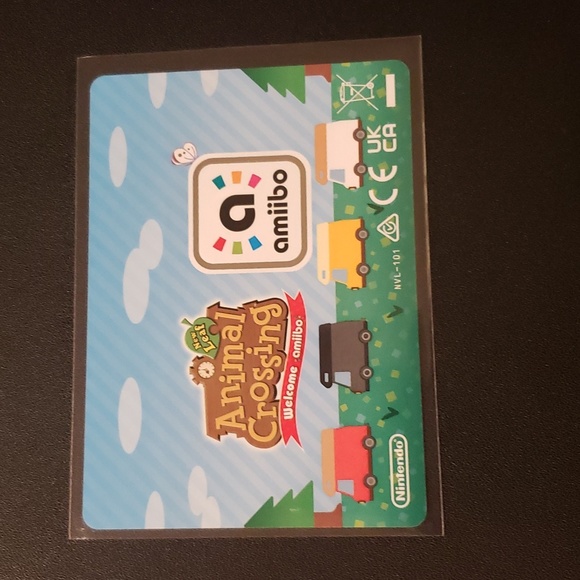 New
Leaf
Animal
Crossing
Welcome amiibo
a
amiibo
Nintendo
NVL-101
CE
UK
CA